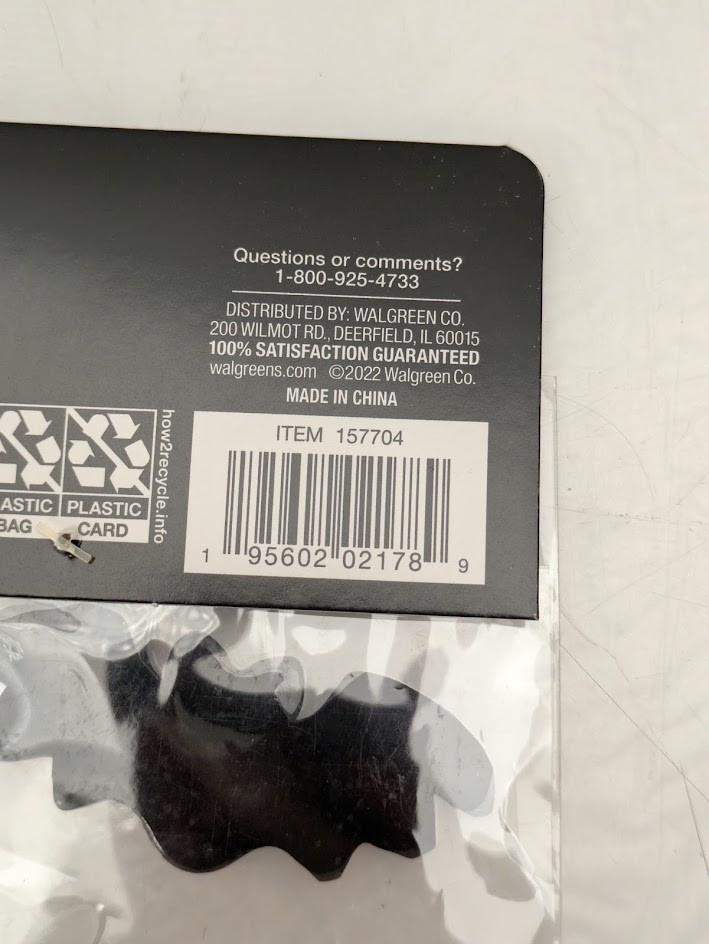 Questions or comments?
1-800-925-4733
DISTRIBUTED BY: WALGREEN CO.
200 WILMOT RD., DEERFIELD, IL 60015
100% SATISFACTION GUARANTEED
walgreens.com ©2022 Walgreen Co.
MADE IN CHINA
ITEM 157704
1 95602 02178 9
how2recycle.info
ASTIC PLASTIC
BAG CARD